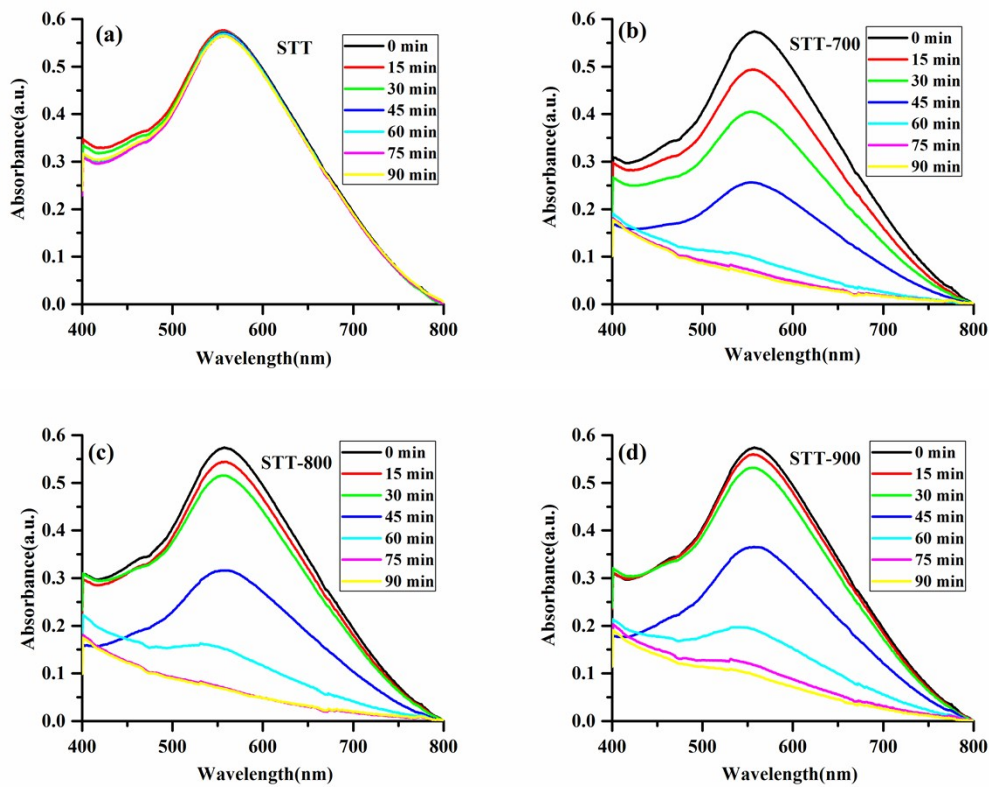 (a)
STT
0 min
15 min
30 min
45 min
60 min
75 min
90 min
Absorbance(a.u.)
0.6
0.5
0.4
0.3
0.2
0.1
0.0
400 500 600 700 800
Wavelength(nm)
(b)
STT-700
0 min
15 min
30 min
45 min
60 min
75 min
90 min
Absorbance(a.u.)
0.6
0.5
0.4
0.3
0.2
0.1
0.0
400 500 600 700 800
Wavelength(nm)
(c)
STT-800
0 min
15 min
30 min
45 min
60 min
75 min
90 min
Absorbance(a.u.)
0.6
0.5
0.4
0.3
0.2
0.1
0.0
400 500 600 700 800
Wavelength(nm)
(d)
STT-900
0 min
15 min
30 min
45 min
60 min
75 min
90 min
Absorbance(a.u.)
0.6
0.5
0.4
0.3
0.2
0.1
0.0
400 500 600 700 800
Wavelength(nm)